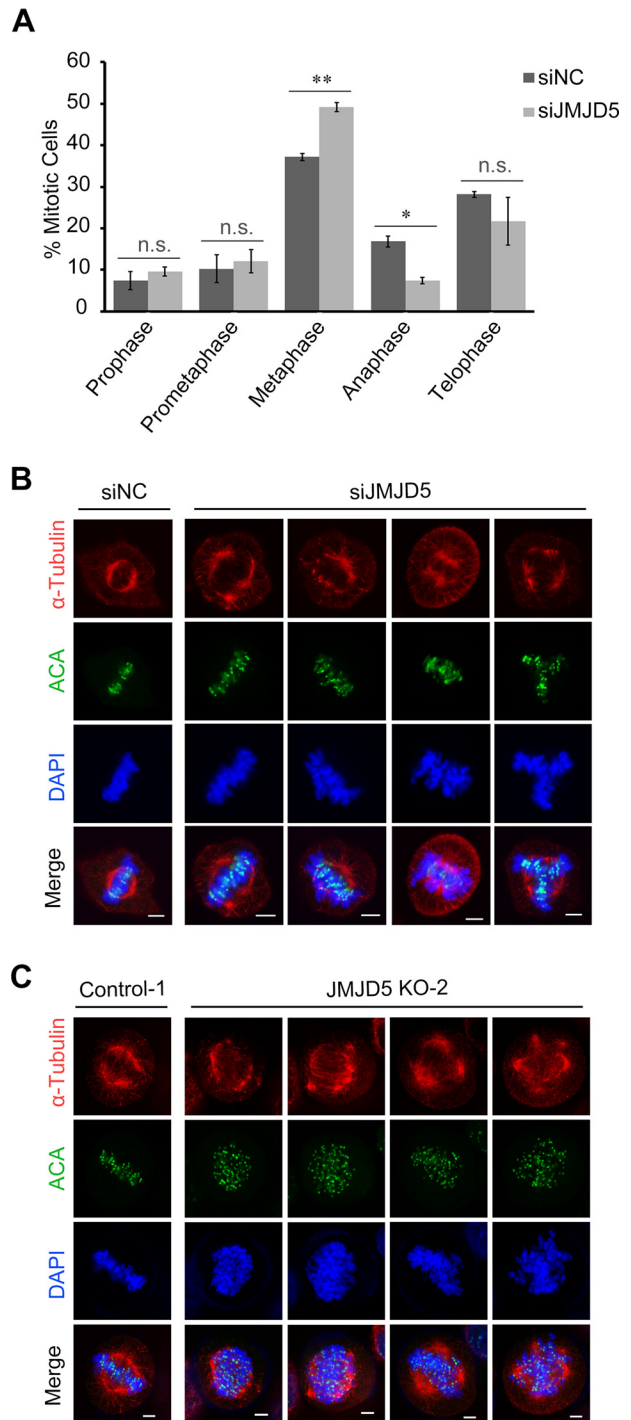 A
% Mitotic Cells
60
50
40
30
20
10
0
n.s.
n.s.
**
*
n.s.
siNC
siJMJD5
Prophase
Prometaphase
Metaphase
Anaphase
Telophase
B
siNC
siJMJD5
α-Tubulin
ACA
DAPI
Merge
C
Control-1
JMJD5 KO-2
α-Tubulin
ACA
DAPI
Merge